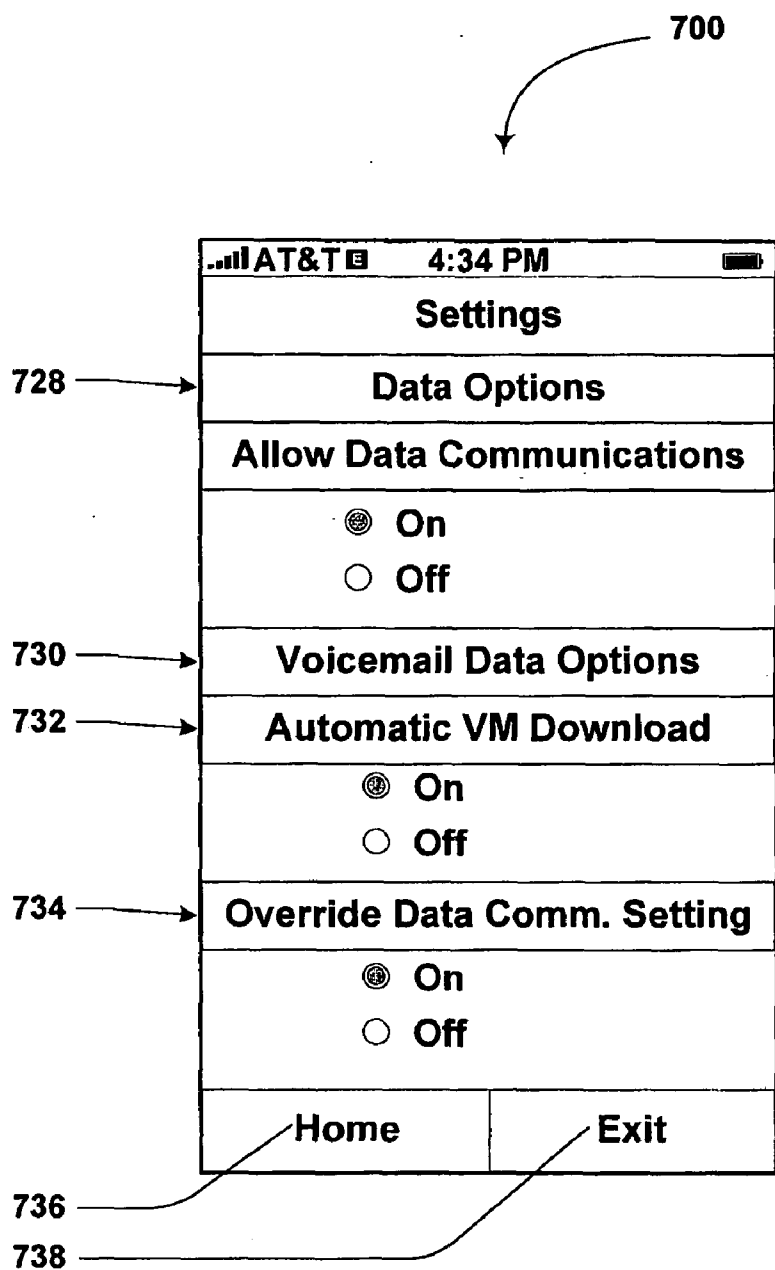 700
AT&T E 4:34 PM
Settings
728 Data Options
Allow Data Communications
On
Off
730 Voicemail Data Options
732 Automatic VM Download
On
Off
734 Override Data Comm. Setting
On
Off
Home Exit
736
738